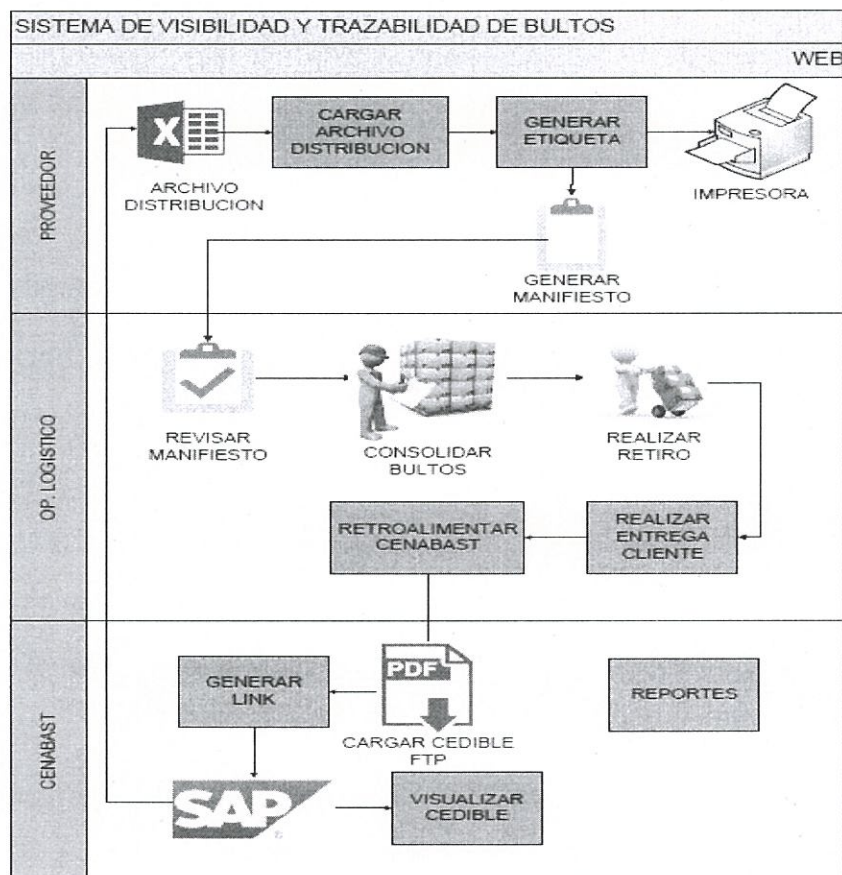 SISTEMA DE VISIBILIDAD Y TRAZABILIDAD DE BULTOS
WEB
PROVEEDOR
X
ARCHIVO
DISTRIBUCION
CARGAR
ARCHIVO
DISTRIBUCION
GENERAR
ETIQUETA
IMPRESORA
GENERAR
MANIFIESTO
OP. LOGISTICO
REVISAR
MANIFIESTO
CONSOLIDAR
BULTOS
REALIZAR
RETIRO
RETROALIMENTAR
CENABAST
REALIZAR
ENTREGA
CLIENTE
CENABAST
GENERAR
LINK
PDF
CARGAR CEDIBLE
FTP
REPORTES
SAP
®
VISUALIZAR
CEDIBLE